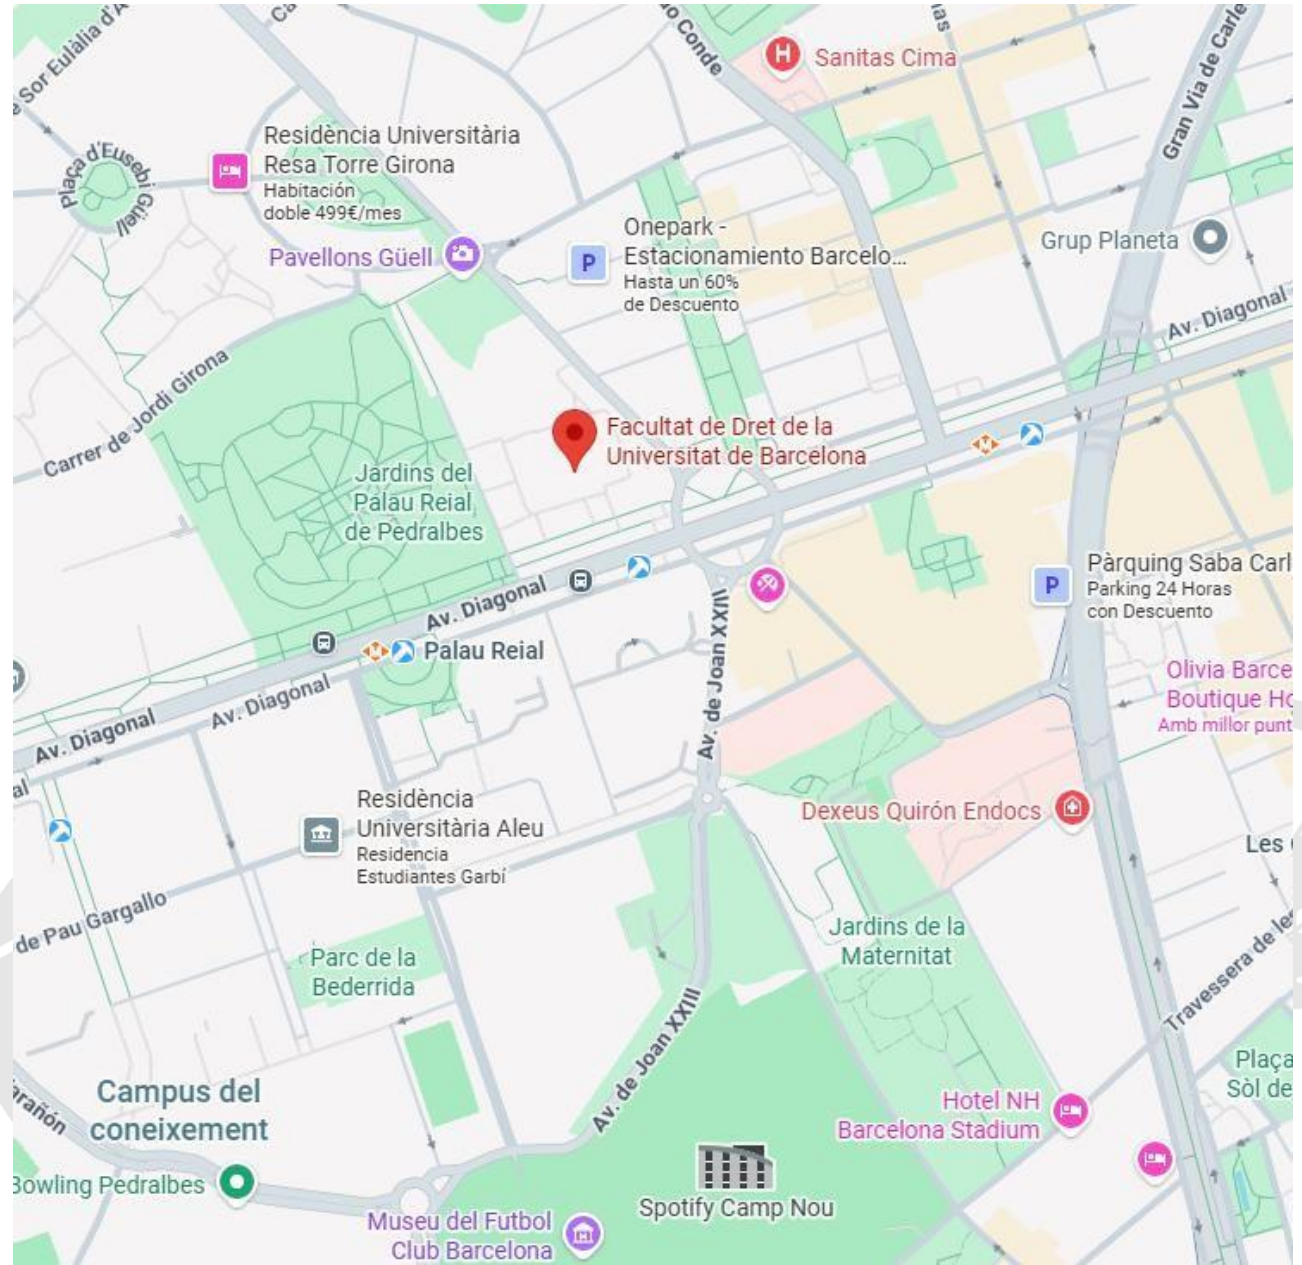 Sor Eulàlia d'A
Ca
o Conde
as
Sanitas Cima
Gran Via de Carle
Plaça d'Eusebi Güell
Residència Universitària
Resa Torre Girona
Habitación
doble 499€/mes
Pavellons Güell
P
Onepark -
Estacionamiento Barcelo...
Hasta un 60%
de Descuento
Grup Planeta
Av. Diagonal
Carrer de Jordi Girona
Facultat de Dret de la
Universitat de Barcelona
Jardins del
Palau Reial
de Pedralbes
Av. Diagonal
Palau Reial
Av. Diagonal
Av. Diagonal
Av. de Joan XXIII
P
Pàrquing Saba Carl
Parking 24 Horas
con Descuento
Olivia Barce
Boutique Ho
Amb millor punt
al
Residència
Universitària Aleu
Residencia
Estudiantes Garbí
Dexeus Quirón Endocs
Les
de Pau Gargallo
Parc de la
Bederrida
Jardins de la
Maternitat
Travessera de les
Av. de Joan XXIII
Plaça
Sòl de
Campus del
coneixement
arañón
Hotel NH
Barcelona Stadium
Bowling Pedralbes
Spotify Camp Nou
Museu del Futbol
Club Barcelona